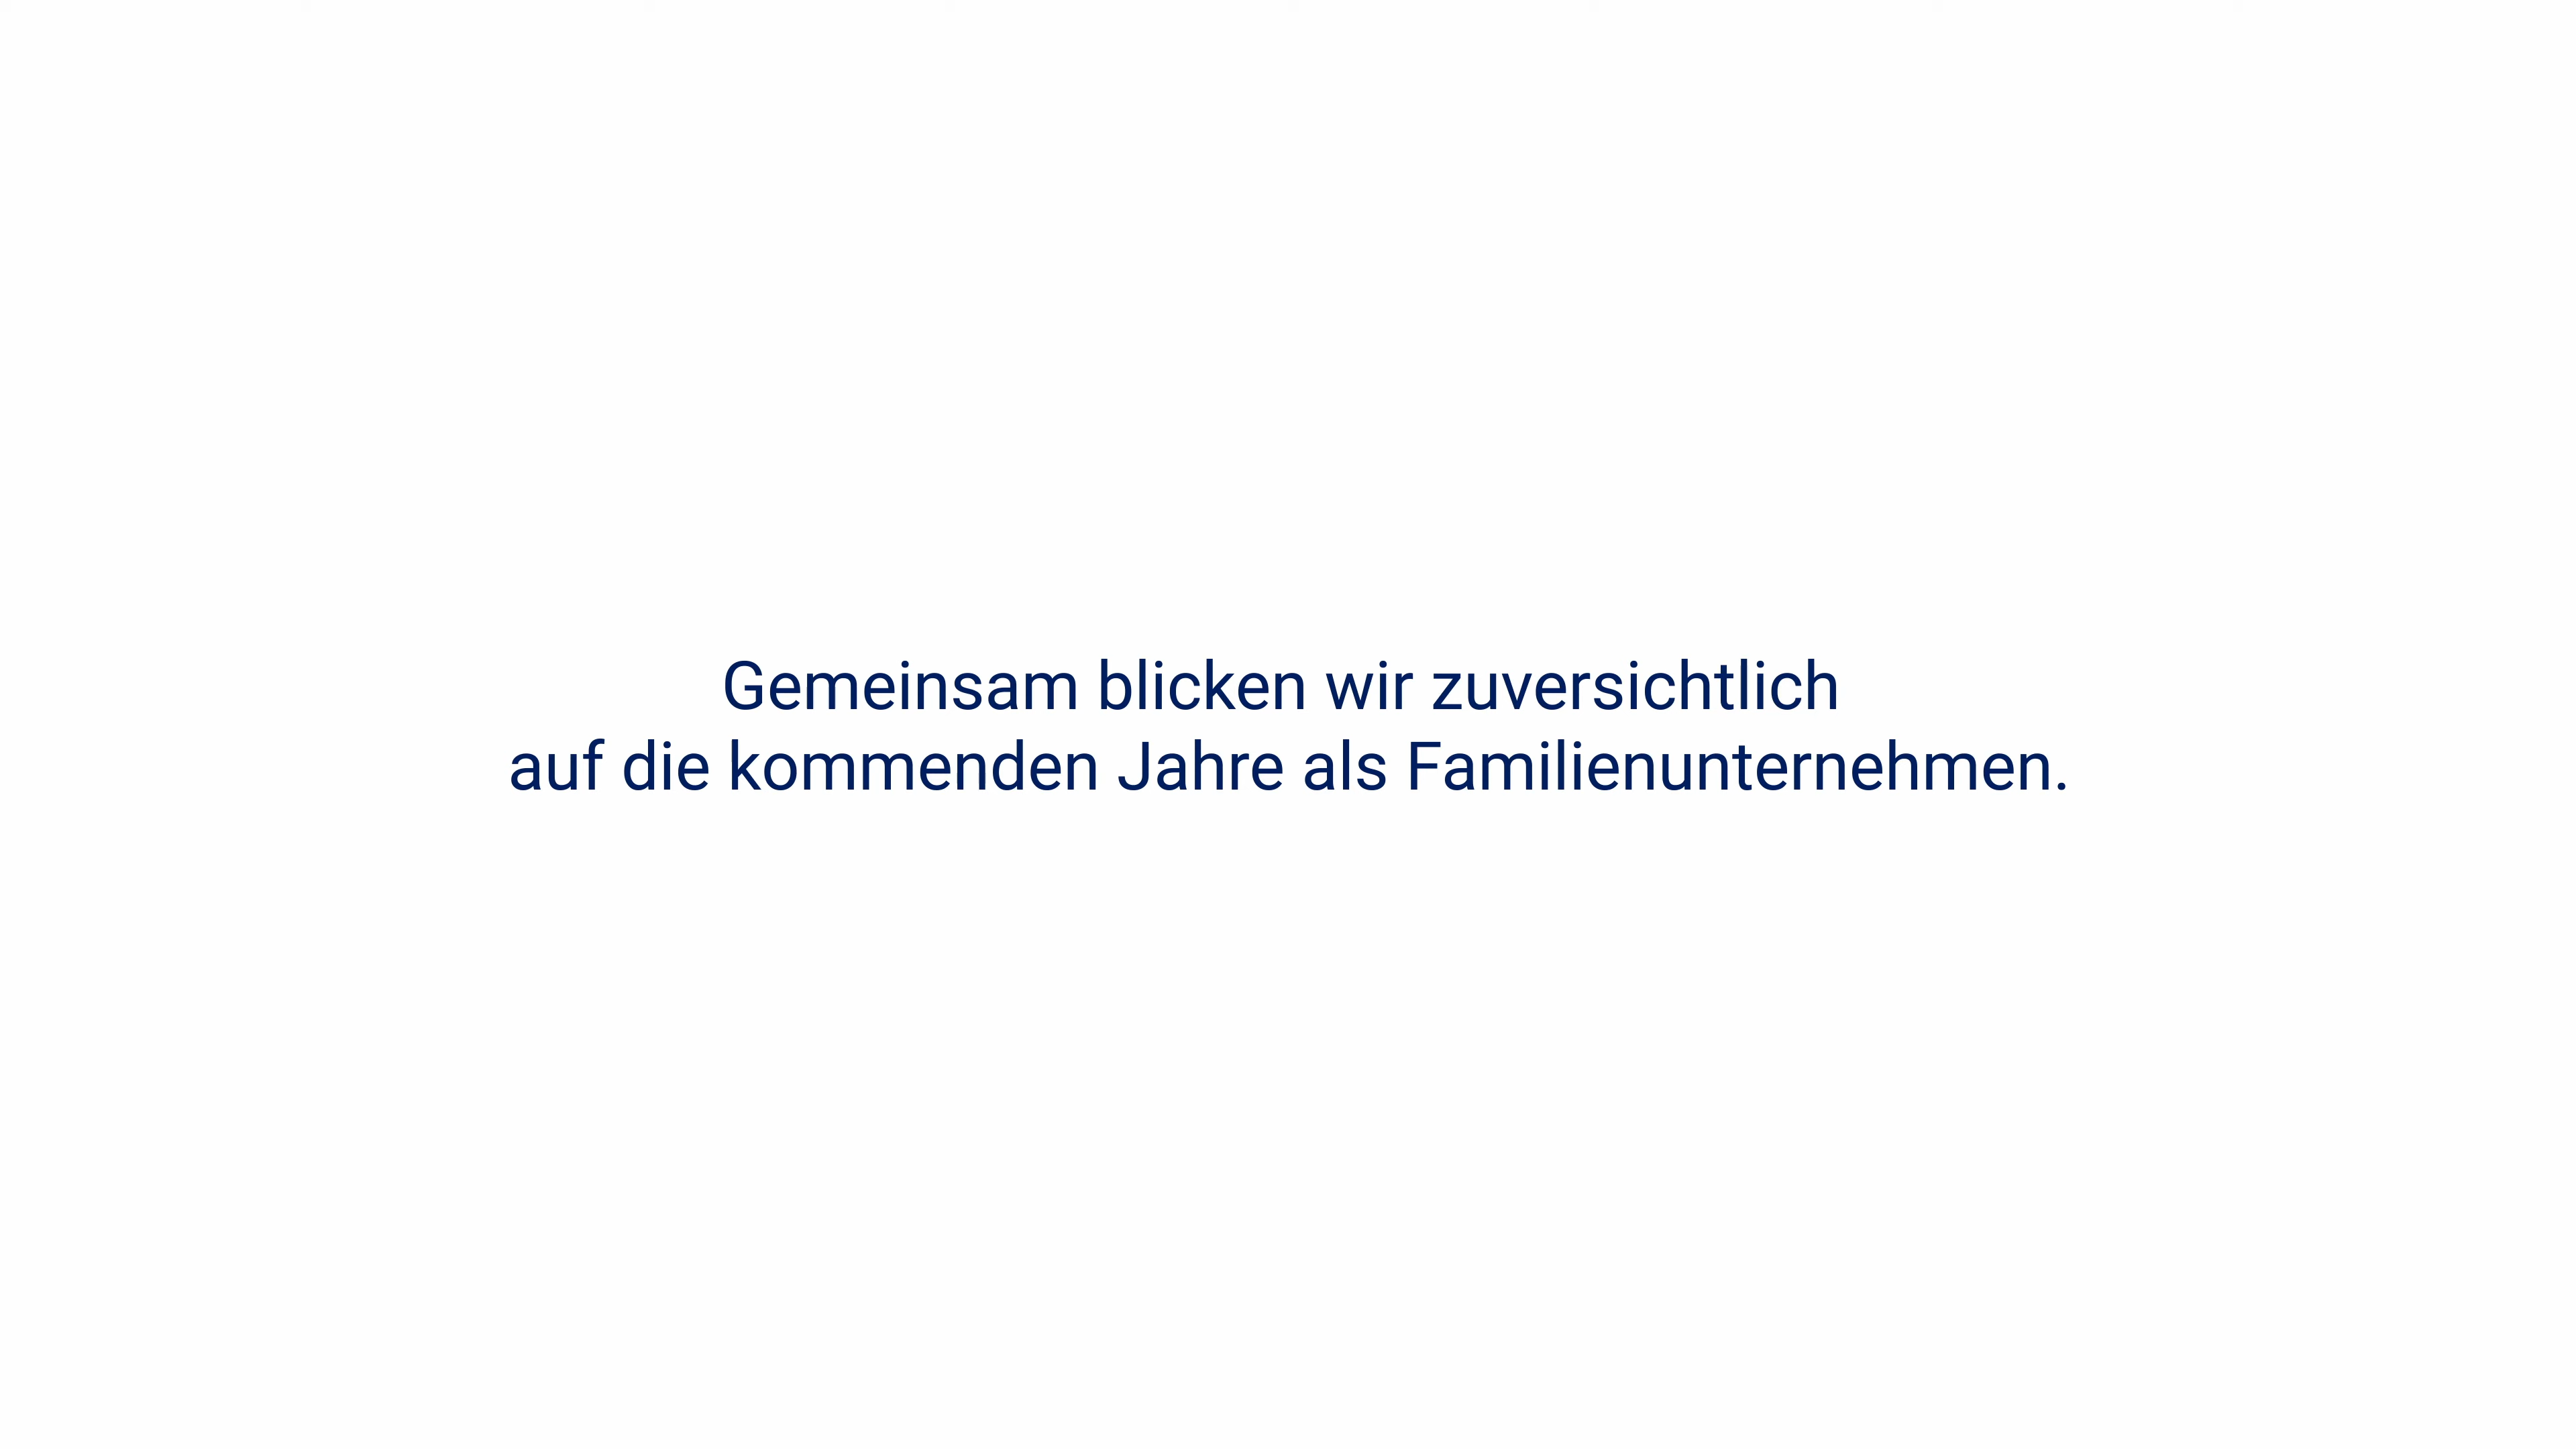 Gemeinsam blicken wir zuversichtlich
auf die kommenden Jahre als Familienunternehmen.